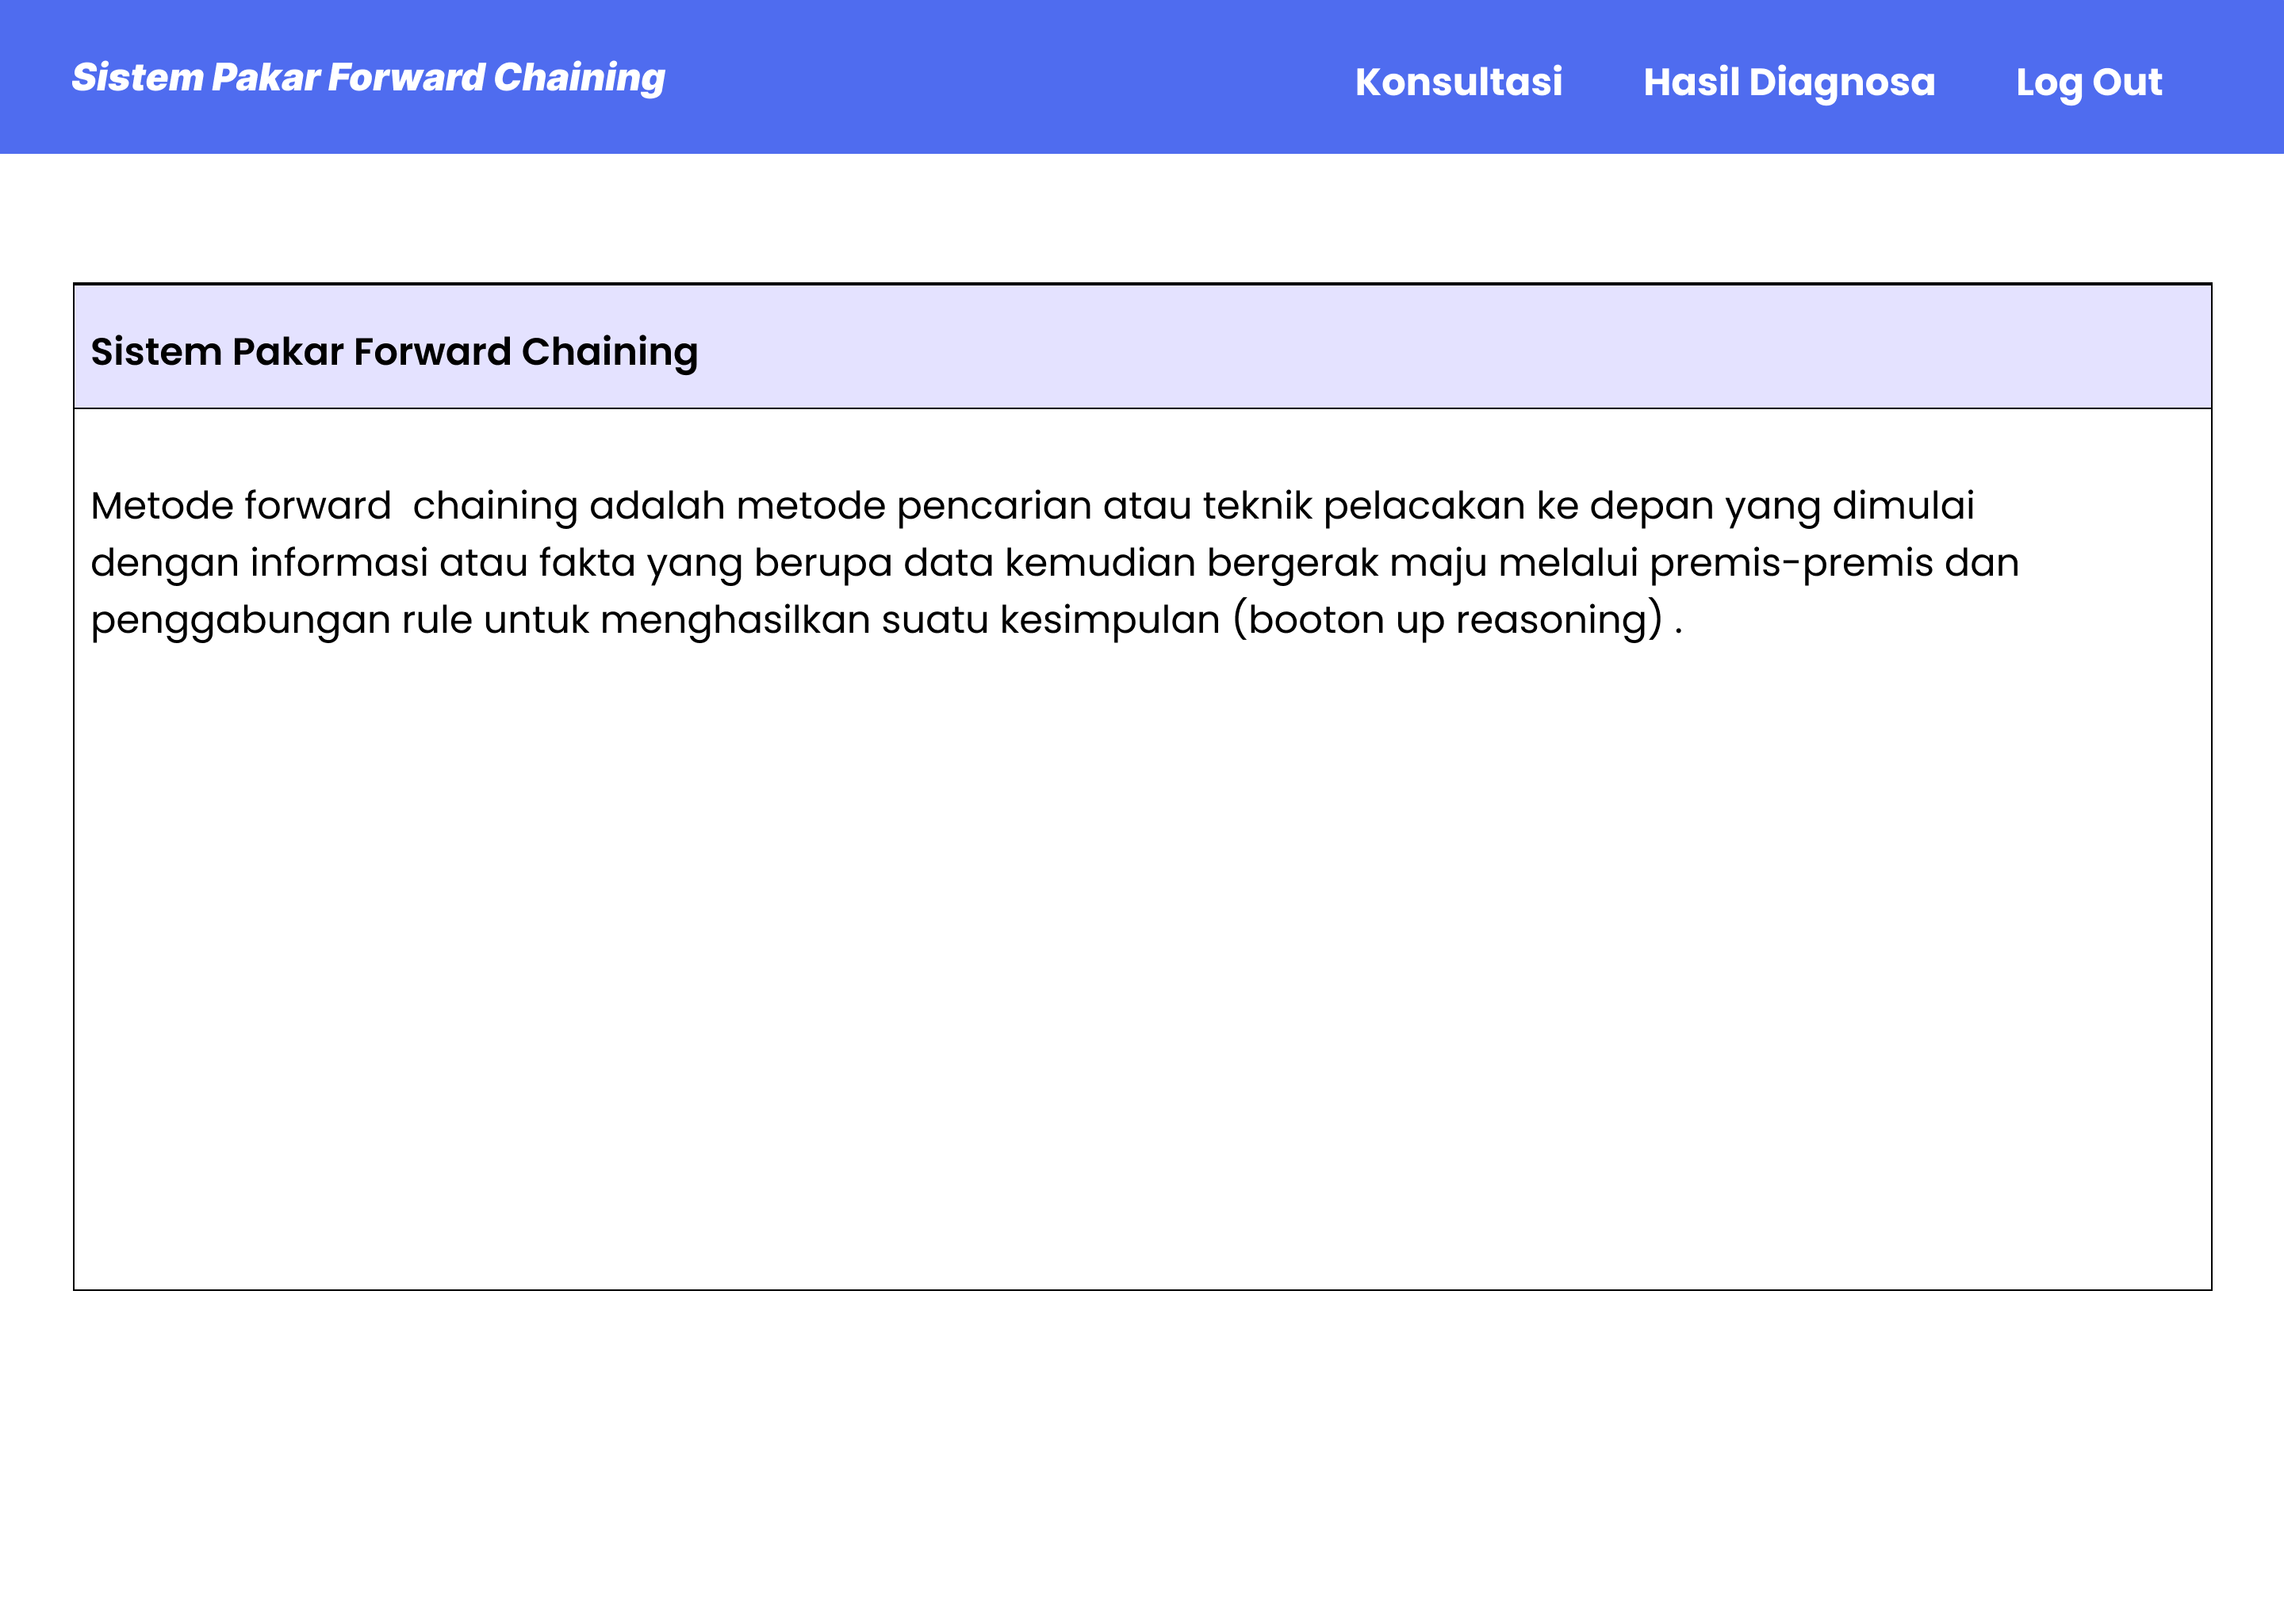 Sistem Pakar Forward Chaining
Konsultasi
Hasil Diagnosa
Log Out
Sistem Pakar Forward Chaining
Metode forward  chaining adalah metode pencarian atau teknik pelacakan ke depan yang dimulai
dengan informasi atau fakta yang berupa data kemudian bergerak maju melalui premis-premis dan
penggabungan rule untuk menghasilkan suatu kesimpulan (booton up reasoning) .